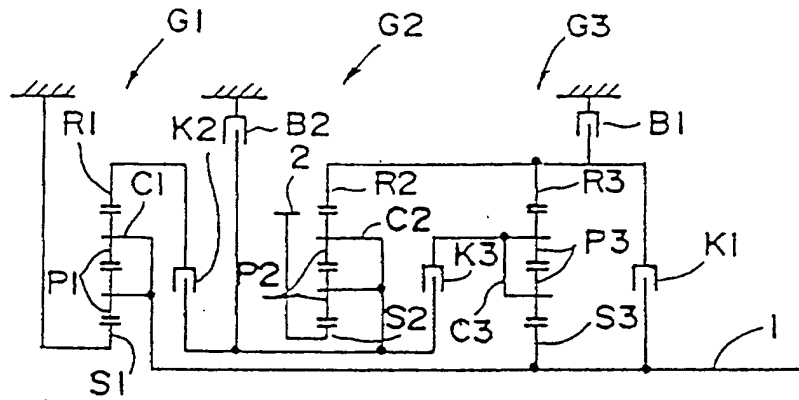 G1 G2 G3
R1 K2 B2 B1
2
C1 R2 R3
C2
P1 P2 K3 P3 K1
S2 C3 S3
S1 1